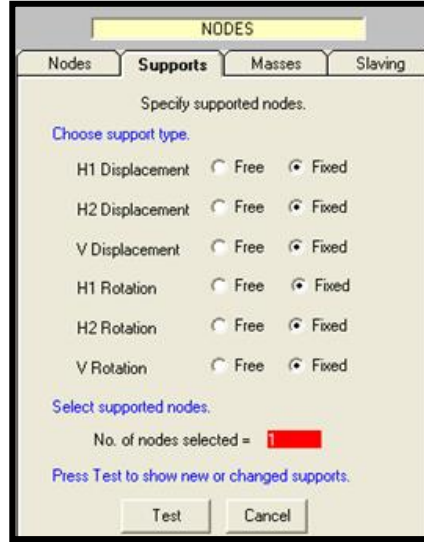 NODES
Nodes Supports Masses Slaving
Specify supported nodes.
Choose support type.
H1 Displacement Free Fixed
H2 Displacement Free Fixed
V Displacement Free Fixed
H1 Rotation Free Fixed
H2 Rotation Free Fixed
V Rotation Free Fixed
Select supported nodes.
No. of nodes selected = 1
Press Test to show new or changed supports.
Test Cancel